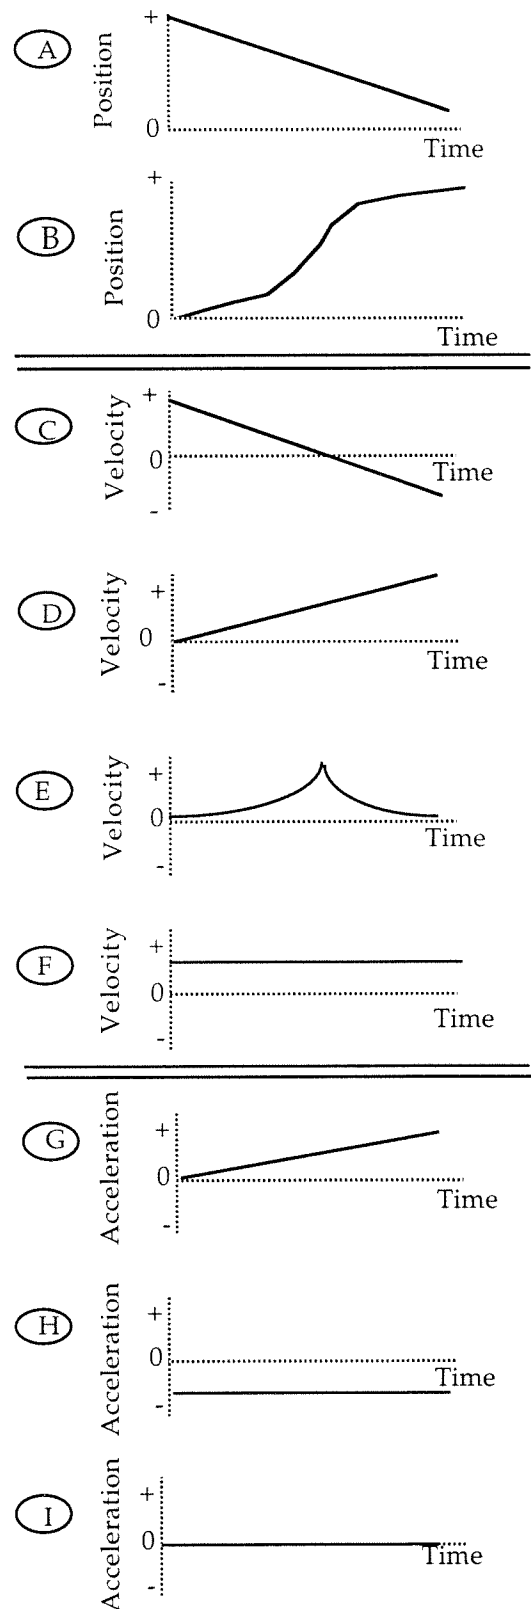 +
A
Position
0
Time
+
B
Position
0
Time
+
C
Velocity
0
Time
-
+
D
Velocity
0
Time
-
+
E
Velocity
0
Time
-
+
F
Velocity
0
Time
-
+
G
Acceleration
0
Time
-
+
H
Acceleration
0
Time
-
+
I
Acceleration
0
Time
-